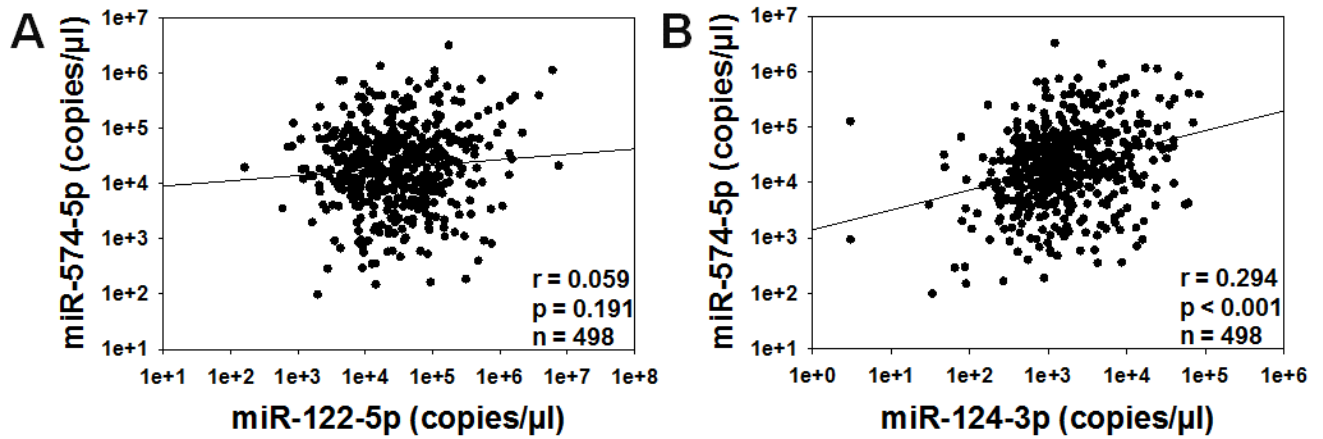 A
miR-574-5p (copies/µl)
1e+7
1e+6
1e+5
1e+4
1e+3
1e+2
1e+1
r = 0.059
p = 0.191
n = 498
1e+1 1e+2 1e+3 1e+4 1e+5 1e+6 1e+7 1e+8
miR-122-5p (copies/µl)
B
miR-574-5p (copies/µl)
1e+7
1e+6
1e+5
1e+4
1e+3
1e+2
1e+1
r = 0.294
p < 0.001
n = 498
1e+0 1e+1 1e+2 1e+3 1e+4 1e+5 1e+6
miR-124-3p (copies/µl)